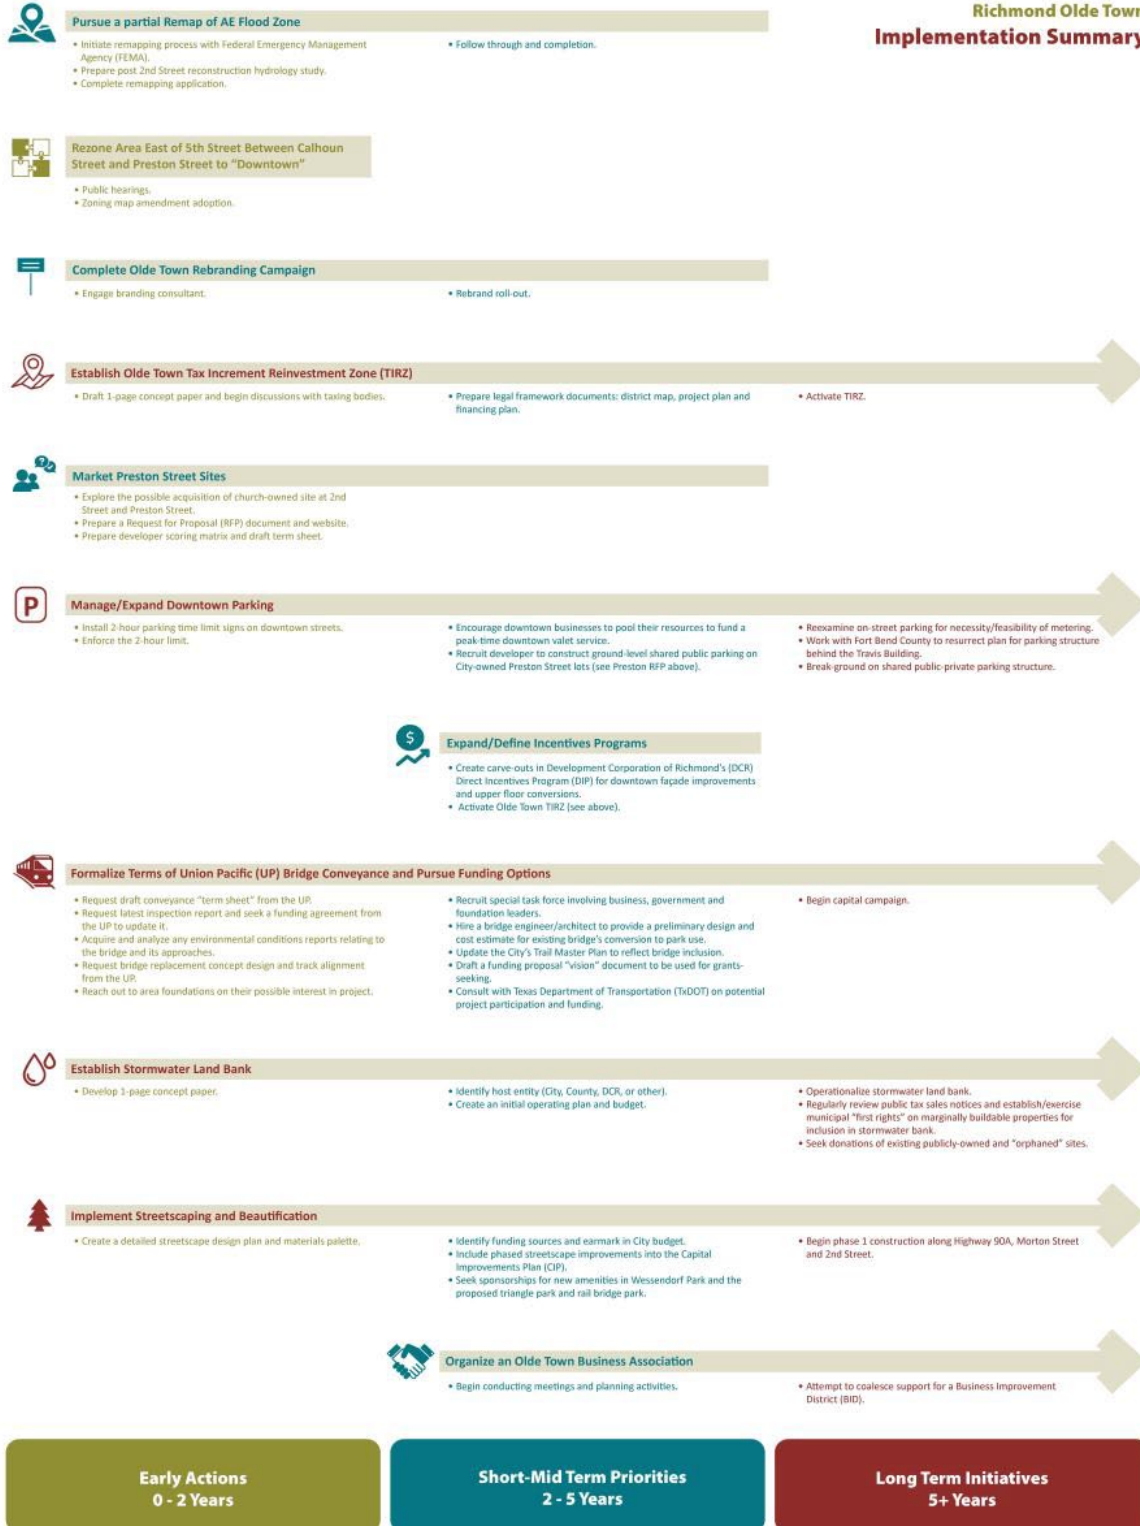 Richmond Olde Town
Implementation Summary
Pursue a partial Remap of AE Flood Zone
• Initiate remapping process with Federal Emergency Management
Agency (FEMA).
• Prepare post 2nd Street reconstruction hydrology study.
• Complete remapping application.
• Follow through and completion.
Rezone Area East of 5th Street Between Calhoun
Street and Preston Street to “Downtown”
• Public hearings.
• Zoning map amendment adoption.
Complete Olde Town Rebranding Campaign
• Engage branding consultant.
• Rebrand roll-out.
Establish Olde Town Tax Increment Reinvestment Zone (TIRZ)
• Draft 1-page concept paper and begin discussions with taxing bodies.
• Prepare legal framework documents: district map, project plan and
financing plan.
• Activate TIRZ.
Market Preston Street Sites
• Explore the possible acquisition of church-owned site at 2nd
Street and Preston Street.
• Prepare a Request for Proposal (RFP) document and website.
• Prepare developer scoring matrix and draft term sheet.
P
Manage/Expand Downtown Parking
• Install 2-hour parking time limit signs on downtown streets.
• Enforce the 2-hour limit.
• Encourage downtown businesses to pool their resources to fund a
peak-time downtown valet service.
• Recruit developer to construct ground-level shared public parking on
City-owned Preston Street lots (see Preston RFP above).
• Reexamine on-street parking for necessity/feasibility of metering.
• Work with Fort Bend County to resurrect plan for parking structure
behind the Travis Building.
• Break-ground on shared public-private parking structure.
$
Expand/Define Incentives Programs
• Create carve-outs in Development Corporation of Richmond's (DCR)
Direct Incentives Program (DIP) for downtown façade improvements
and upper floor conversions.
• Activate Olde Town TIRZ (see above).
Formalize Terms of Union Pacific (UP) Bridge Conveyance and Pursue Funding Options
• Request draft conveyance “term sheet” from the UP.
• Request latest inspection report and seek a funding agreement from
the UP to update it.
• Acquire and analyze any environmental conditions reports relating to
the bridge and its approaches.
• Request bridge replacement concept design and track alignment
from the UP.
• Reach out to area foundations on their possible interest in project.
• Recruit special task force involving business, government and
foundation leaders.
• Hire a bridge engineer/architect to provide a preliminary design and
cost estimate for existing bridge's conversion to park use.
• Update the City's Trail Master Plan to reflect bridge inclusion.
• Draft a funding proposal “vision” document to be used for grants-
seeking.
• Consult with Texas Department of Transportation (TxDOT) on potential
project participation and funding.
• Begin capital campaign.
Establish Stormwater Land Bank
• Develop 1-page concept paper.
• Identify host entity (City, County, DCR, or other).
• Create an initial operating plan and budget.
• Operationalize stormwater land bank.
• Regularly review public tax sales notices and establish/exercise
municipal “first rights” on marginally buildable properties for
inclusion in stormwater bank.
• Seek donations of existing publicly-owned and “orphaned” sites.
Implement Streetscaping and Beautification
• Create a detailed streetscape design plan and materials palette.
• Identify funding sources and earmark in City budget.
• Include phased streetscape improvements into the Capital
Improvements Plan (CIP).
• Seek sponsorships for new amenities in Wessendorf Park and the
proposed triangle park and rail bridge park.
• Begin phase 1 construction along Highway 90A, Morton Street
and 2nd Street.
Organize an Olde Town Business Association
• Begin conducting meetings and planning activities.
• Attempt to coalesce support for a Business Improvement
District (BID).
Early Actions
0 - 2 Years
Short-Mid Term Priorities
2 - 5 Years
Long Term Initiatives
5+ Years